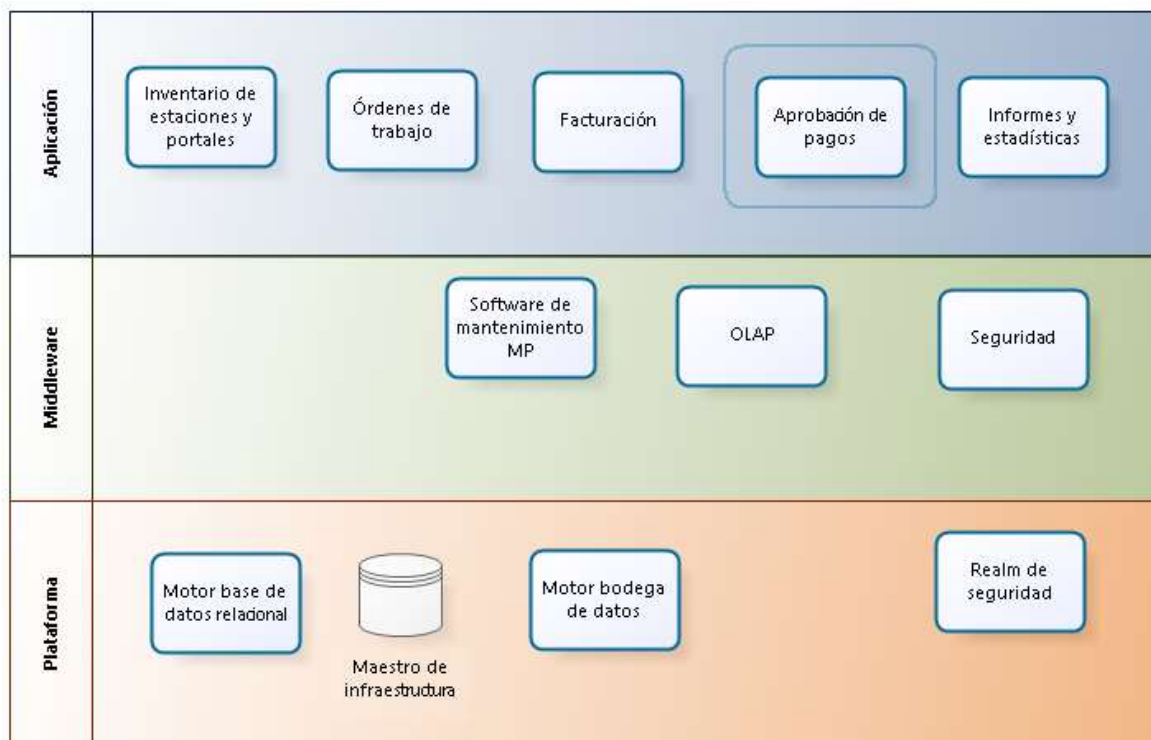 Aplicación
Inventario de
estaciones y
portales
Órdenes de
trabajo
Facturación
Aprobación de
pagos
Informes y
estadísticas
Middleware
Software de
mantenimiento
MP
OLAP
Seguridad
Plataforma
Motor base de
datos relacional
Maestro de
infraestructura
Motor bodega
de datos
Realm de
seguridad